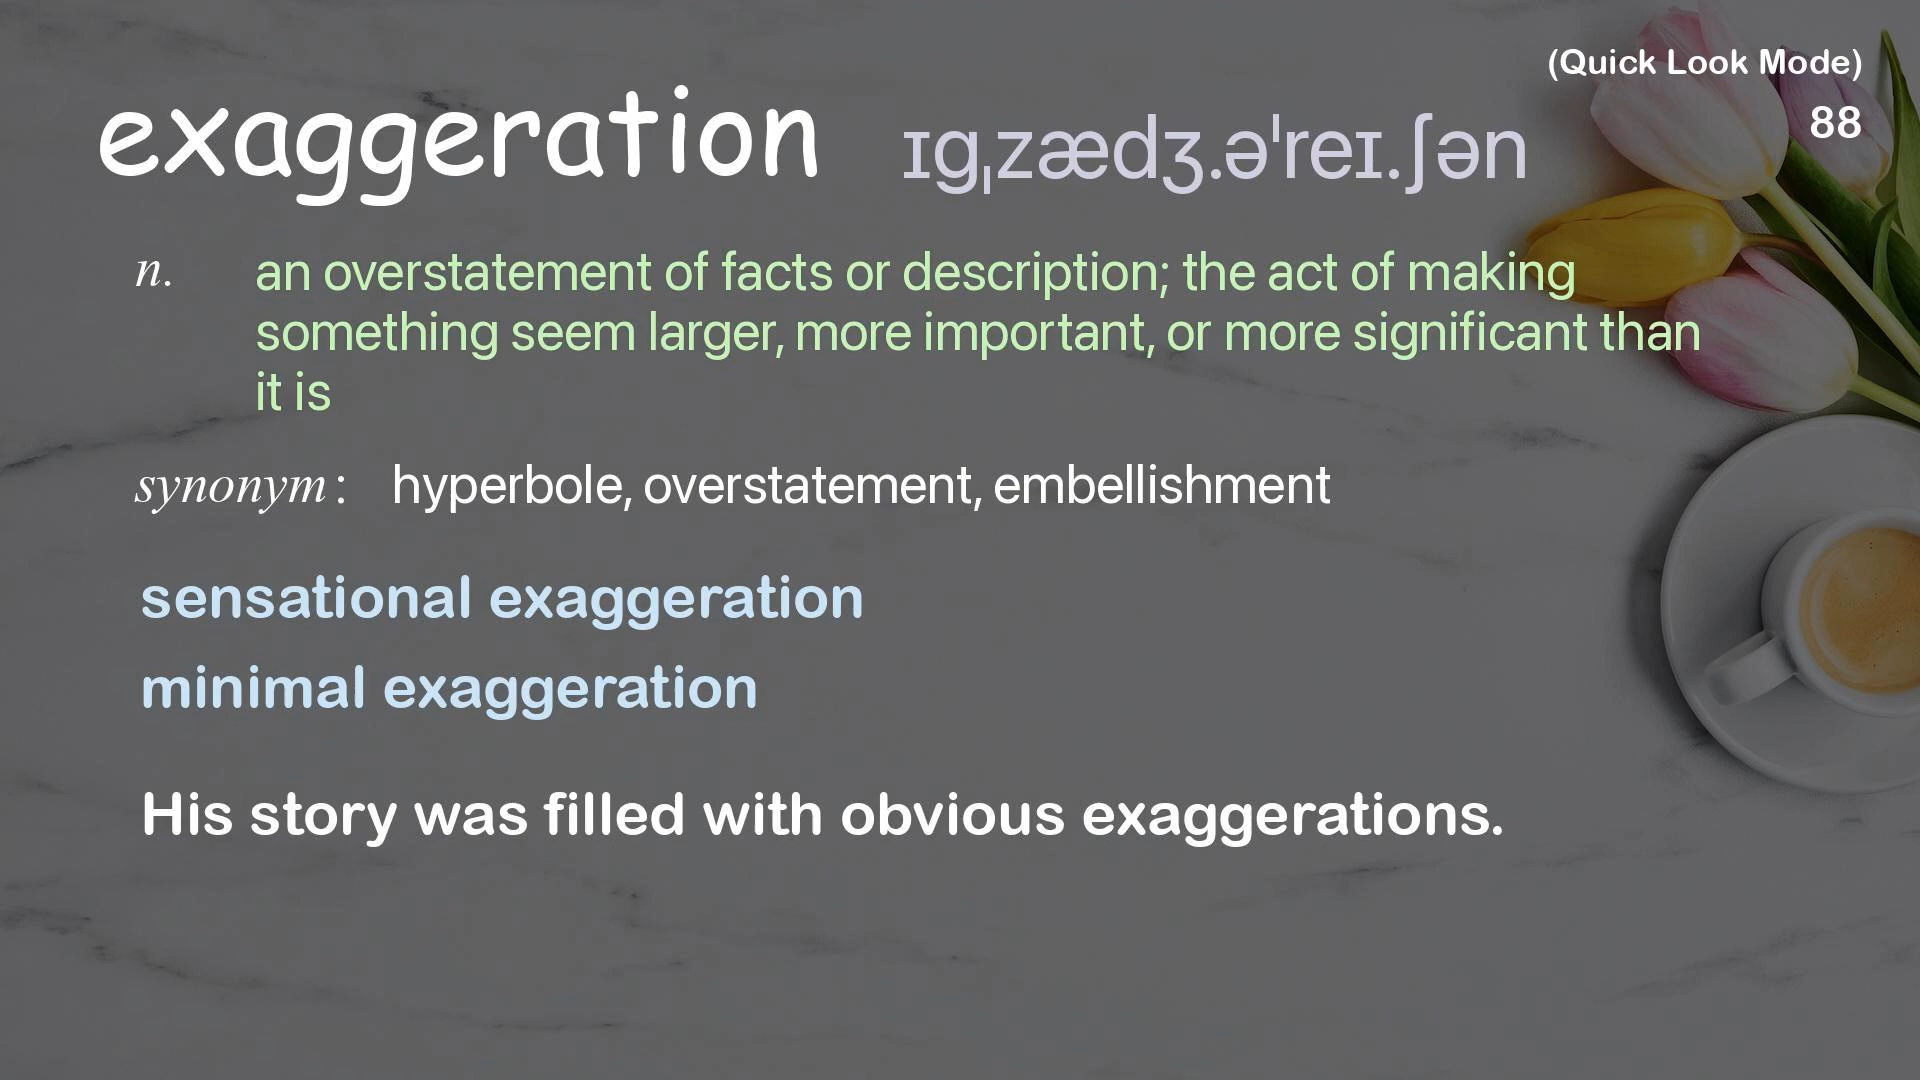 (Quick Look Mode)
88
exaggeration ɪɡˌzædʒ.əˈreɪ.ʃən
n. an overstatement of facts or description; the act of making
something seem larger, more important, or more significant than
it is
synonym: hyperbole, overstatement, embellishment
sensational exaggeration
minimal exaggeration
His story was filled with obvious exaggerations.